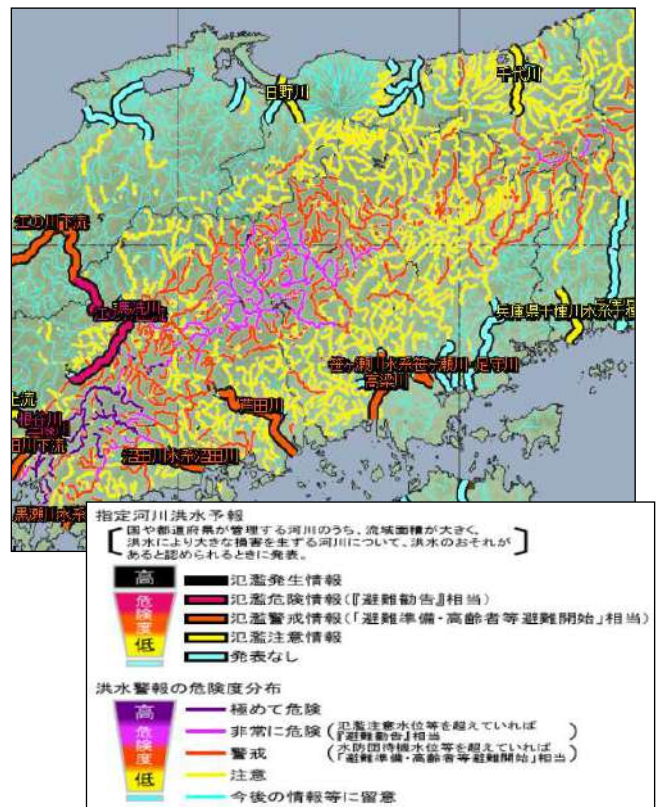 千代川
日野川
江の川下流
兵庫県千種川水系千種
笹ヶ瀬川水系笹ヶ瀬川・足守川
高梁川
芦田川
上流
根谷川
田川下流
沼田川水系沼田川
黒瀬川水系
指定河川洪水予報
国や都道府県が管理する河川のうち、流域面積が大きく、
洪水により大きな損害を生ずる河川について、洪水のおそれが
あると認められるときに発表。
高
危険度
低
氾濫発生情報
氾濫危険情報(『避難勧告』相当)
氾濫警戒情報(「避難準備・高齢者等避難開始」相当)
氾濫注意情報
発表なし
洪水警報の危険度分布
高
危険度
低
極めて危険
非常に危険(氾濫注意水位等を超えていれば
『避難勧告』相当)
警戒(水防団待機水位等を超えていれば
「避難準備・高齢者等避難開始」相当)
注意
今後の情報等に留意